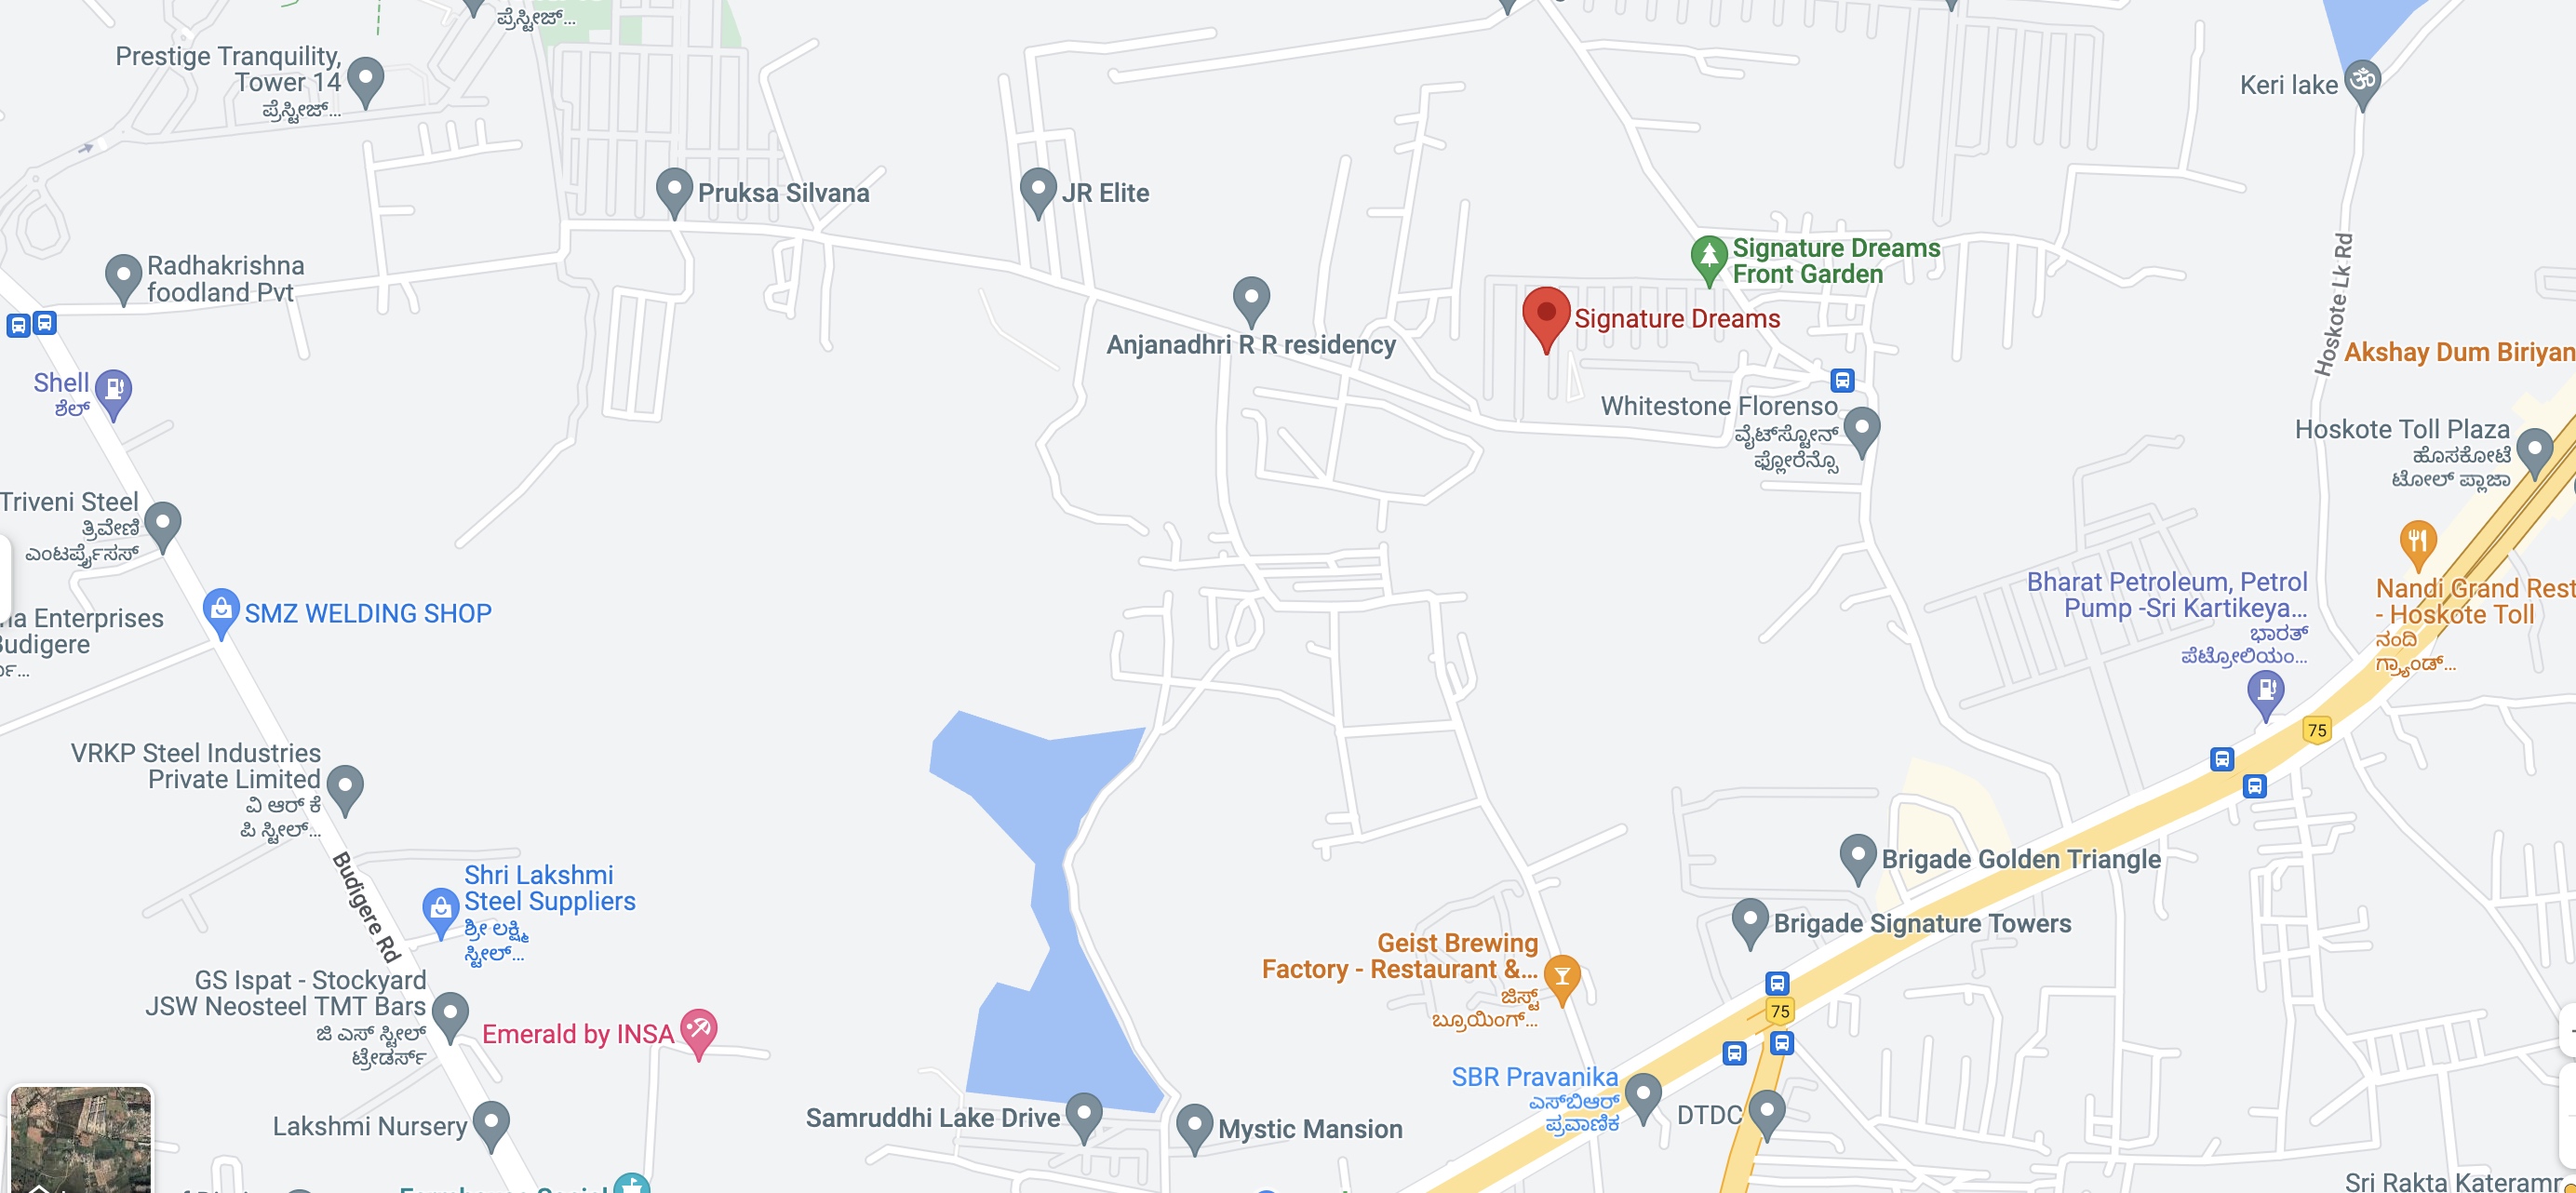 ಪ್ರೆಸ್ಟೀಜ್...
Prestige Tranquility,
Tower 14
ಪ್ರೆಸ್ಟೀಜ್...
Keri lake
Pruksa Silvana
JR Elite
Radhakrishna
foodland Pvt
Signature Dreams
Front Garden
Signature Dreams
Anjanadhri R R residency
Hoskote Lk Rd
Akshay Dum Biriyan
Shell
ಶೆಲ್
Whitestone Florenso
ವೈಟ್‌ಸ್ಟೋನ್
ಫ್ಲೋರೆನ್ಸೊ
Hoskote Toll Plaza
ಹೊಸಕೋಟೆ
ಟೋಲ್ ಪ್ಲಾಜಾ
Triveni Steel
ತ್ರಿವೇಣಿ
ಎಂಟರ್ಪ್ರೈಸಸ್
SMZ WELDING SHOP
na Enterprises
Budigere
Bharat Petroleum, Petrol
Pump -Sri Kartikeya...
ಭಾರತ್
ಪೆಟ್ರೋಲಿಯಂ...
Nandi Grand Rest
- Hoskote Toll
ನಂದಿ
ಗ್ರ್ಯಾಂಡ್...
75
VRKP Steel Industries
Private Limited
ವಿ ಆರ್ ಕೆ
ಪಿ ಸ್ಟೀಲ್...
Budigere Rd
Shri Lakshmi
Steel Suppliers
ಶ್ರೀ ಲಕ್ಷ್ಮಿ
ಸ್ಟೀಲ್...
Brigade Golden Triangle
Brigade Signature Towers
Geist Brewing
Factory - Restaurant &...
ಜಿಸ್ಟ್
ಬ್ರೂಯಿಂಗ್...
75
GS Ispat - Stockyard
JSW Neosteel TMT Bars
ಜಿ ಎಸ್ ಸ್ಟೀಲ್
ಟ್ರೇಡರ್ಸ್
Emerald by INSA
SBR Pravanika
ಎಸ್‌ಬಿಆರ್
ಪ್ರವಾಣಿಕ
DTDC
Lakshmi Nursery
Samruddhi Lake Drive
Mystic Mansion
Sri Rakta Kateramr